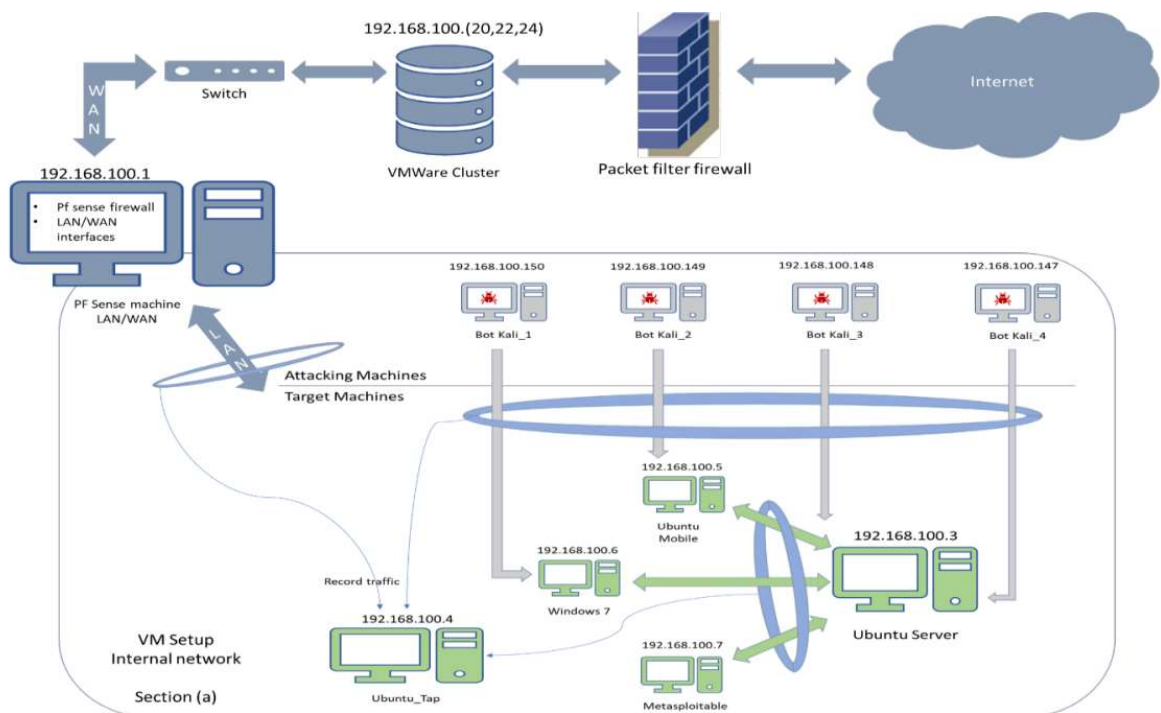 192.168.100.(20,22,24)
WAN
Switch
VMWare Cluster
Packet filter firewall
Internet
192.168.100.1
• Pf sense firewall
• LAN/WAN
interfaces
PF Sense machine
LAN/WAN
LAN
192.168.100.150
192.168.100.149
192.168.100.148
192.168.100.147
Bot Kali_1
Bot Kali_2
Bot Kali_3
Bot Kali_4
Attacking Machines
Target Machines
192.168.100.5
Ubuntu
Mobile
192.168.100.6
Windows 7
192.168.100.3
Ubuntu Server
Record traffic
192.168.100.4
Ubuntu_Tap
192.168.100.7
Metasploitable
VM Setup
Internal network
Section (a)